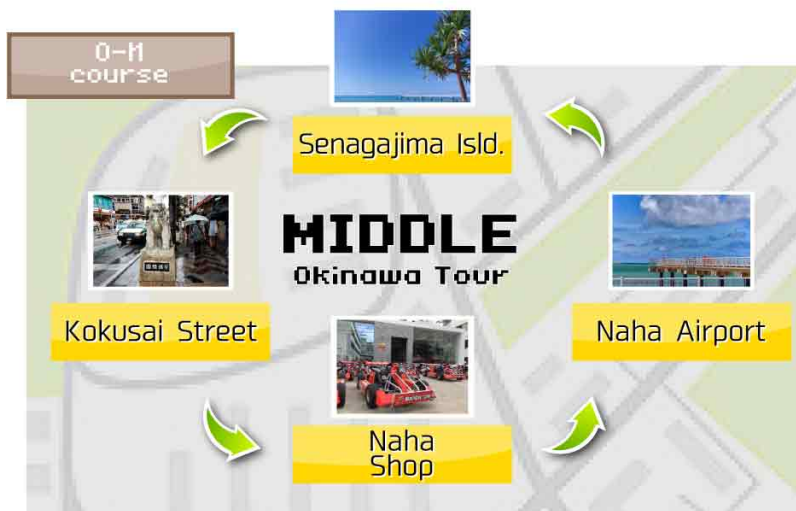 O-M
course
Senagajima Isld.
MIDDLE
Okinawa Tour
Kokusai Street
Naha Airport
Naha
Shop